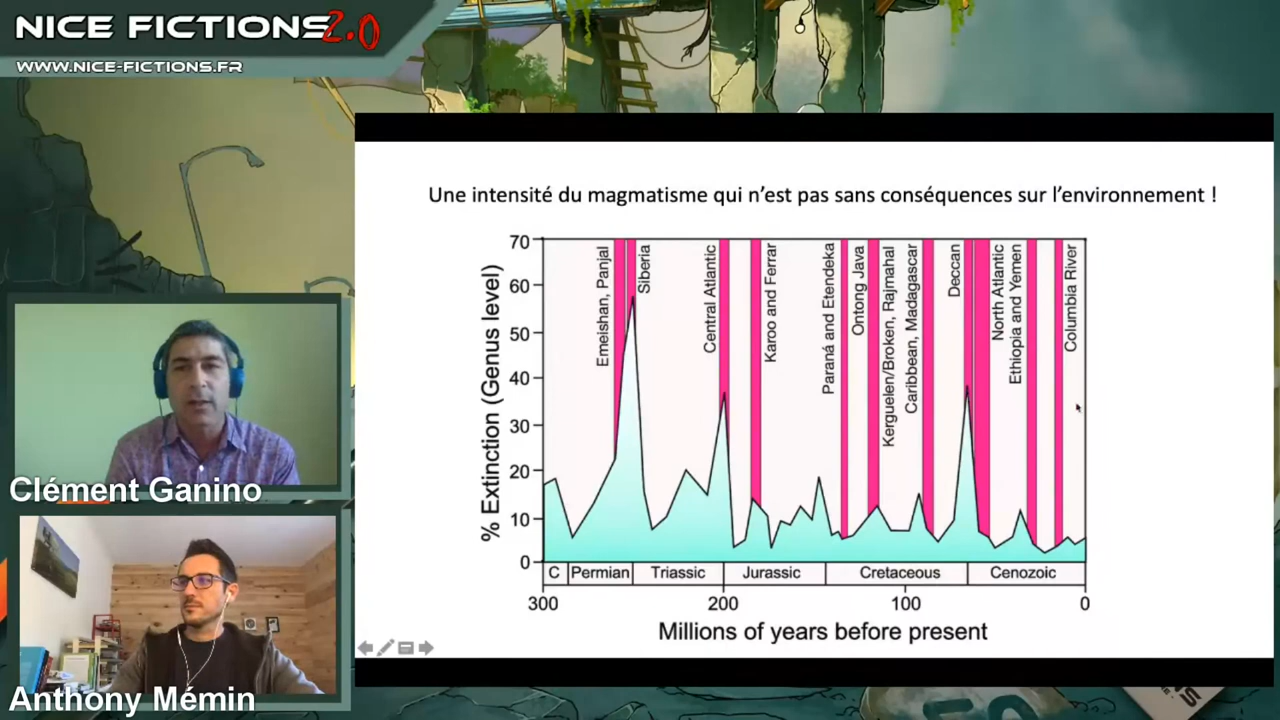 NICE FICTIONS 2.0
WWW.NICE-FICTIONS.FR
Une intensité du magmatisme qui n'est pas sans conséquences sur l'environnement !
% Extinction (Genus level)
70
60
50
40
30
20
10
0
Emeishan, Panjal
Siberia
Central Atlantic
Karoo and Ferrar
Paraná and Etendeka
Ontong Java
Kerguelen/Broken, Rajmahal
Caribbean, Madagascar
Deccan
North Atlantic
Ethiopia and Yemen
Columbia River
C
Permian
Triassic
Jurassic
Cretaceous
Cenozoic
300
200
100
0
Millions of years before present
Clément Ganino
Anthony Mémin